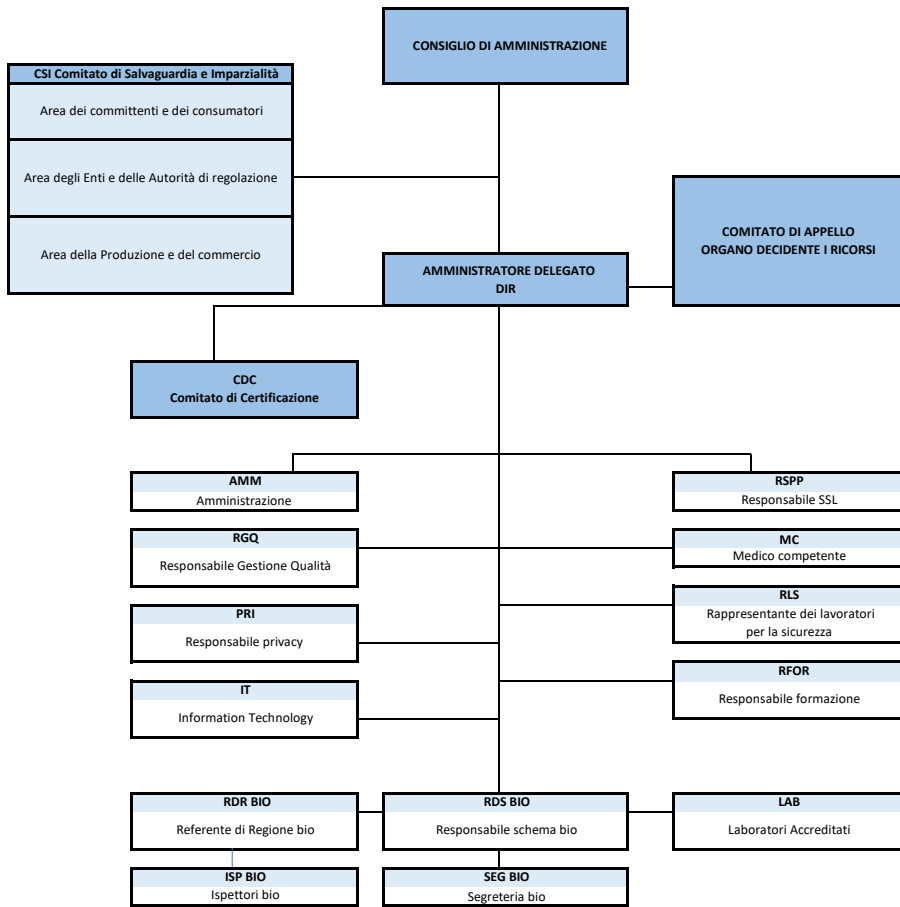 CONSIGLIO DI AMMINISTRAZIONE
CSI Comitato di Salvaguardia e Imparzialità
Area dei committenti e dei consumatori
Area degli Enti e delle Autorità di regolazione
Area della Produzione e del commercio
COMITATO DI APPELLO
ORGANO DECIDENTE I RICORSI
AMMINISTRATORE DELEGATO
DIR
CDC
Comitato di Certificazione
AMM
Amministrazione
RSPP
Responsabile SSL
RGQ
Responsabile Gestione Qualità
MC
Medico competente
PRI
Responsabile privacy
RLS
Rappresentante dei lavoratori
per la sicurezza
IT
Information Technology
RFOR
Responsabile formazione
RDR BIO
Referente di Regione bio
RDS BIO
Responsabile schema bio
LAB
Laboratori Accreditati
ISP BIO
Ispettori bio
SEG BIO
Segreteria bio